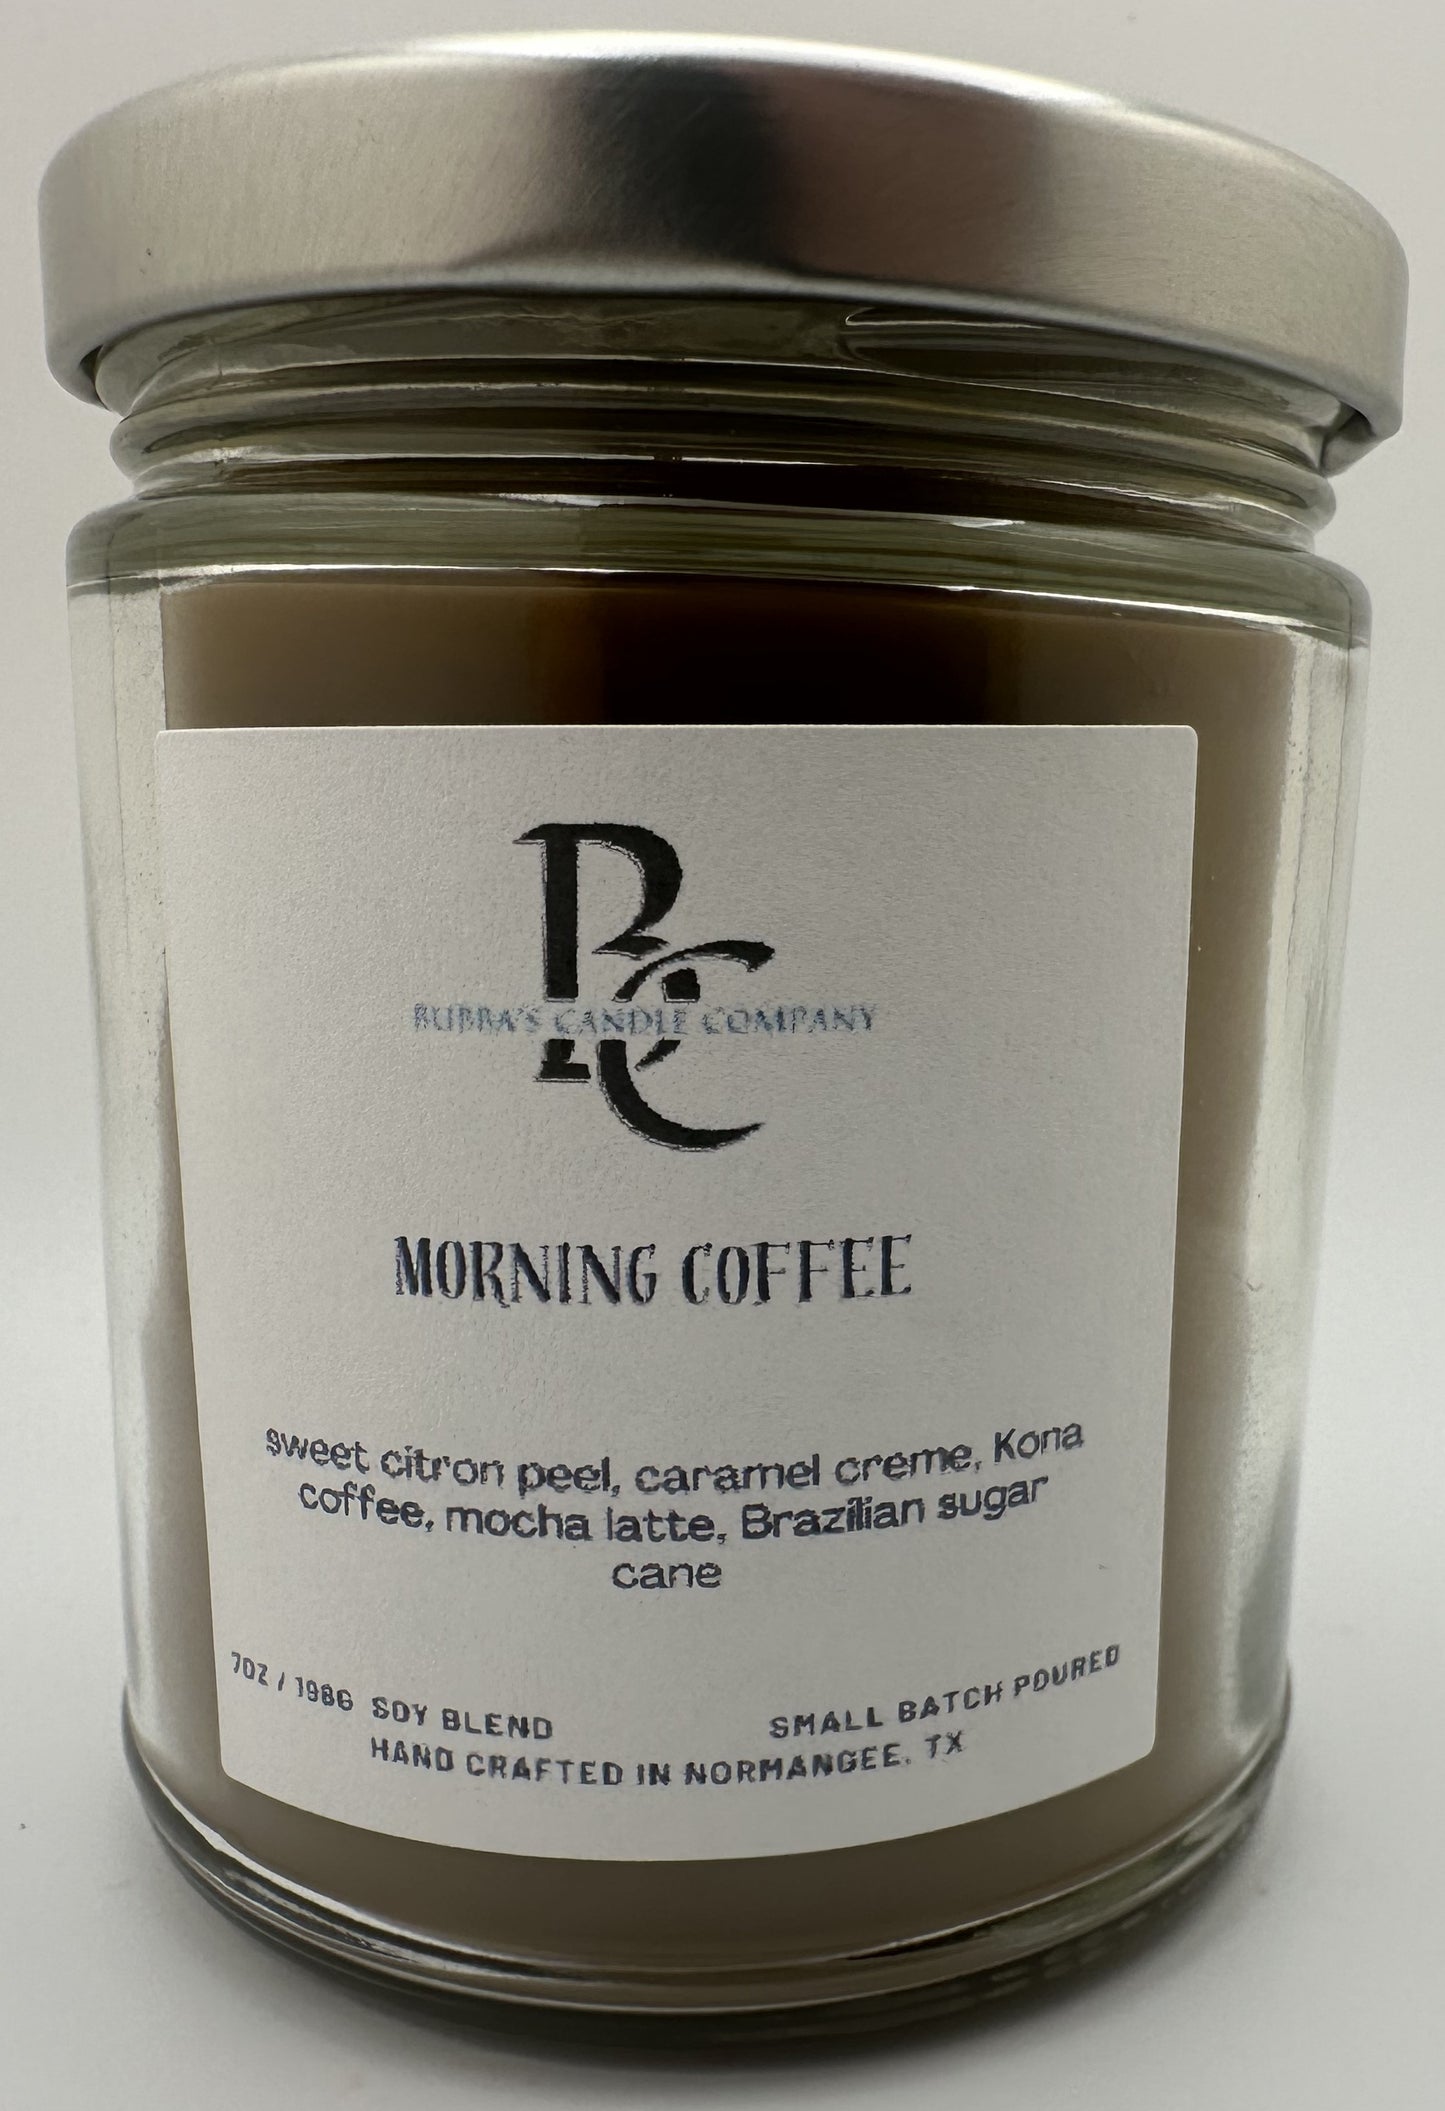 BC
BUBBA'S CANDLE COMPANY
MORNING COFFEE
sweet citron peel, caramel creme, Kona
coffee, mocha latte, Brazilian sugar
cane
7OZ / 198G SOY BLEND SMALL BATCH POURED
HAND CRAFTED IN NORMANGEE, TX